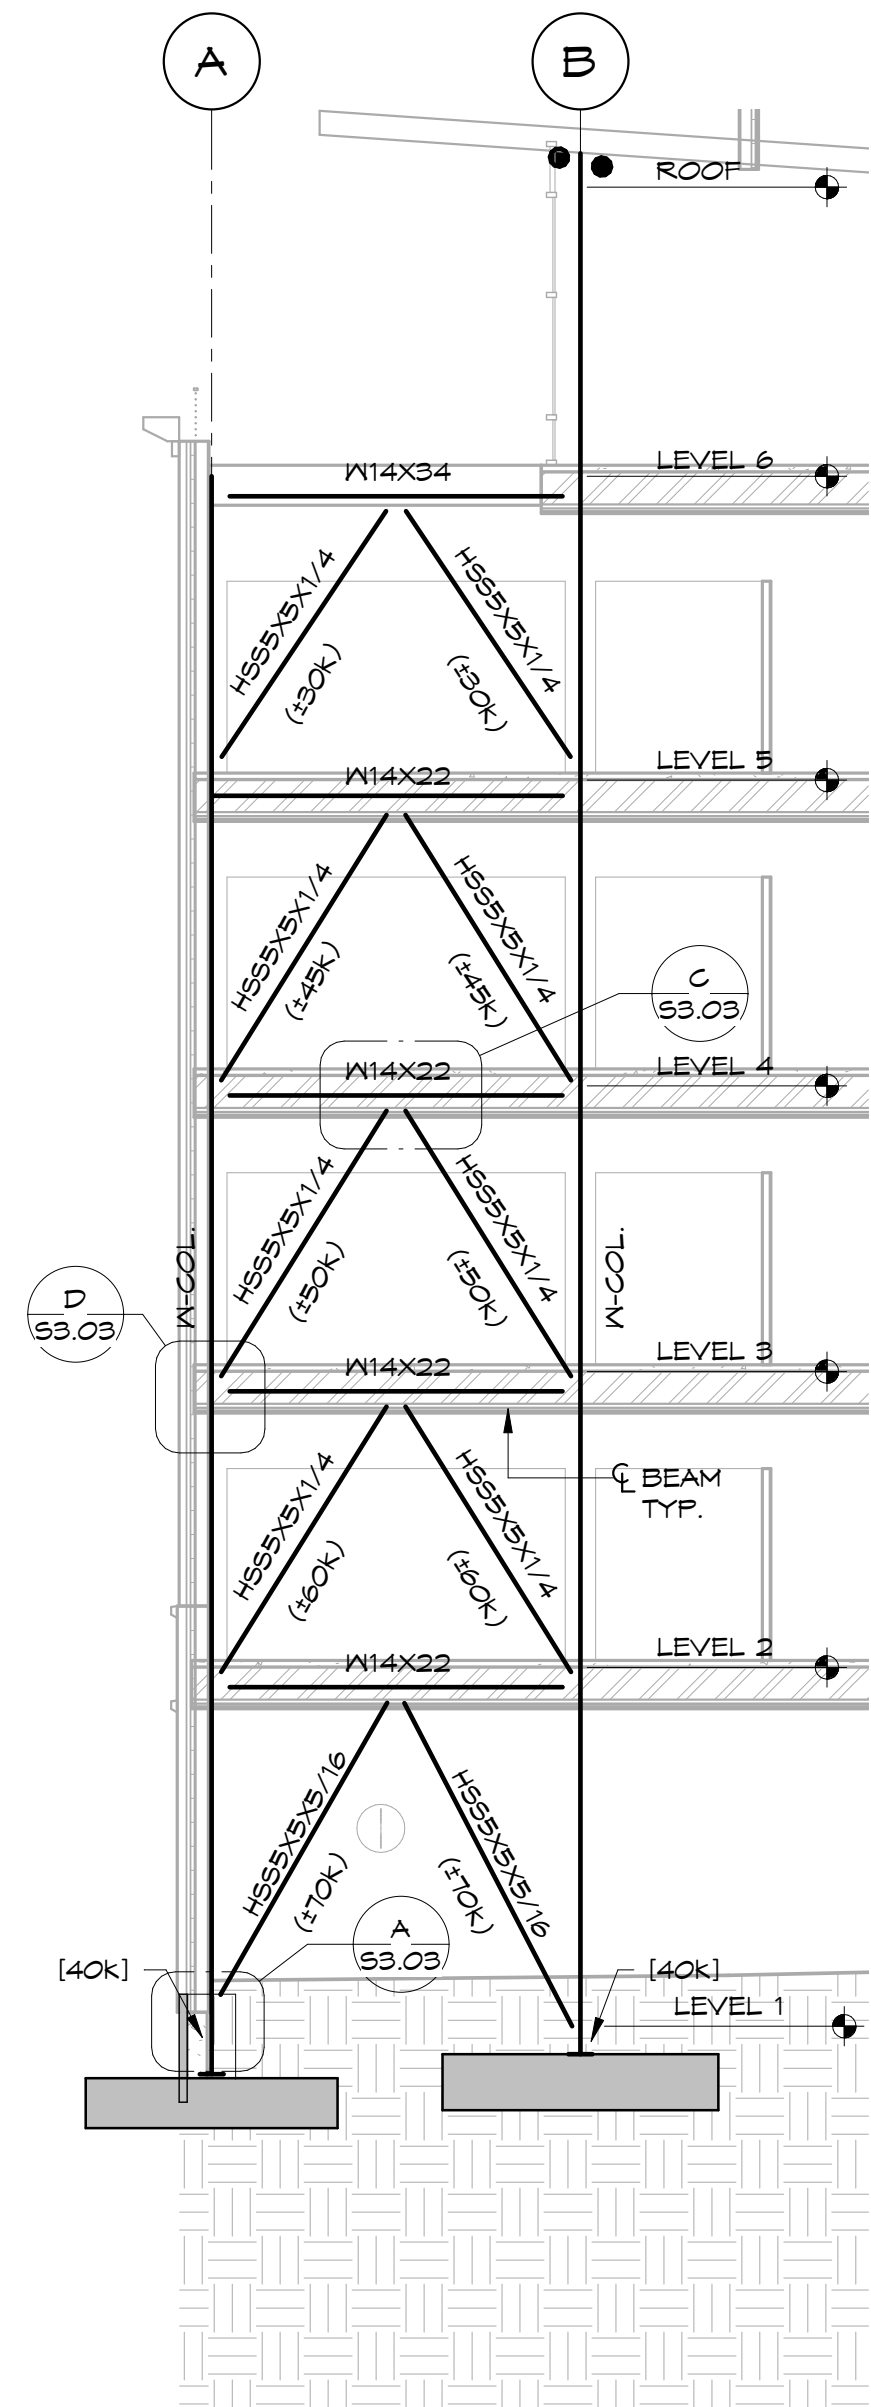 A
B
ROOF
LEVEL 6
W14X34
HSS5X5X1/4
HSS5X5X1/4
(±30K)
(±30K)
LEVEL 5
W14X22
HSS5X5X1/4
HSS5X5X1/4
(±45K)
(±45K)
C
S3.03
LEVEL 4
W14X22
HSS5X5X1/4
HSS5X5X1/4
(±50K)
(±50K)
W-COL.
W-COL.
D
S3.03
LEVEL 3
W14X22
HSS5X5X1/4
HSS5X5X1/4
℄ BEAM
TYP.
(±60K)
(±60K)
LEVEL 2
W14X22
HSS5X5X5/16
HSS5X5X5/16
(±70K)
(±70K)
A
S3.03
[40K]
[40K]
LEVEL 1